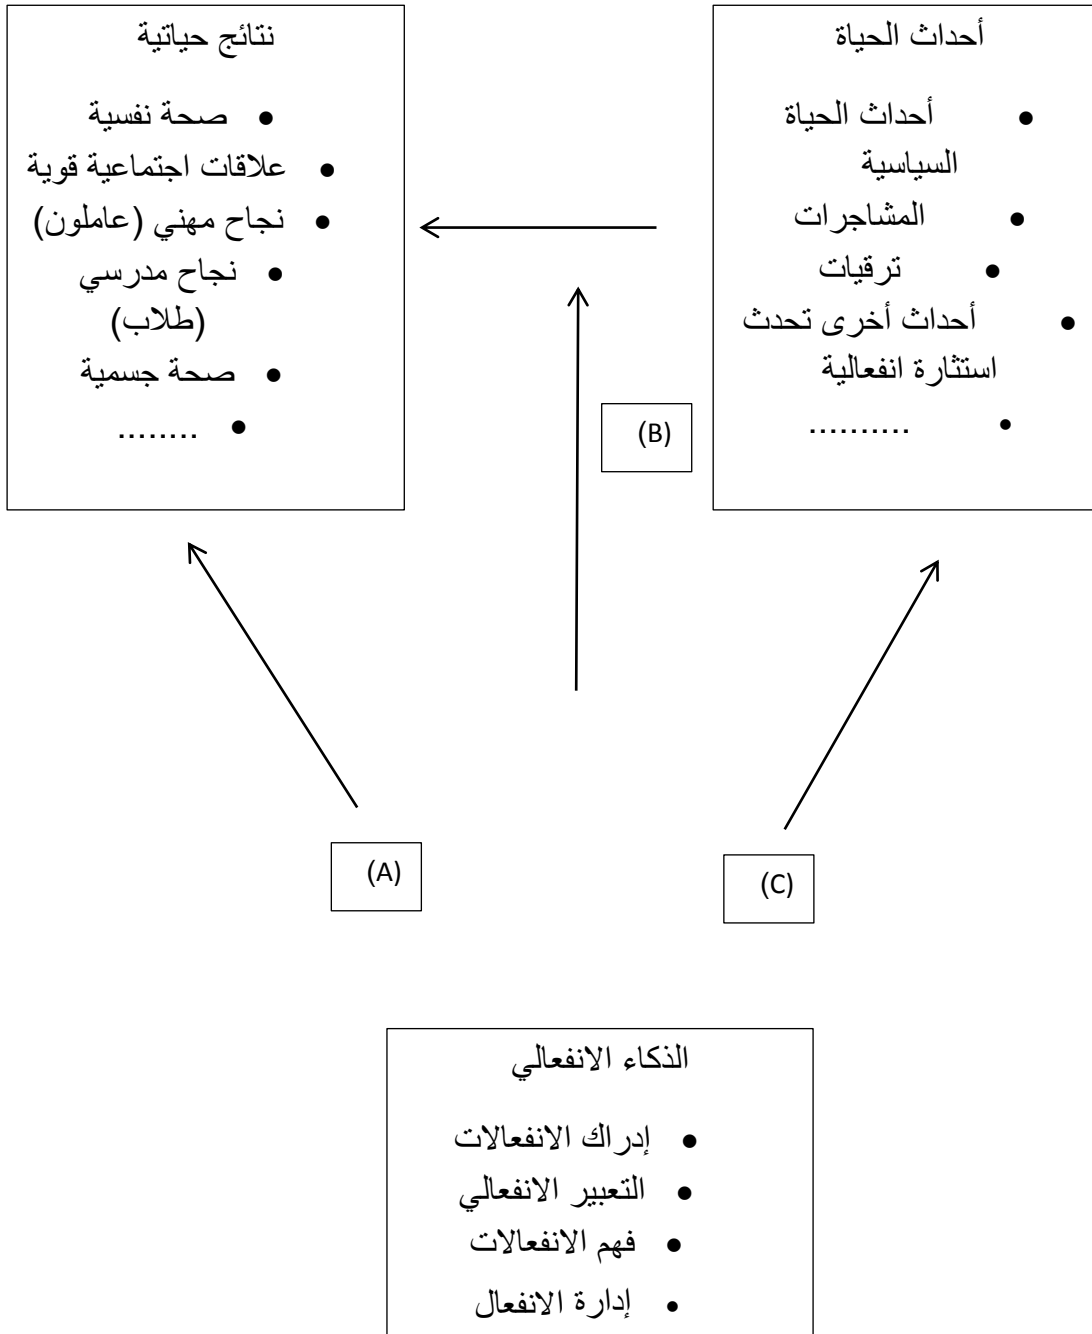 أحداث الحياة
• أحداث الحياة
السياسية
• المشاجرات
• ترقيات
• أحداث أخرى تحدث
استثارة انفعالية
• ..........
نتائج حياتية
• صحة نفسية
• علاقات اجتماعية قوية
• نجاح مهني (عاملون)
• نجاح مدرسي
(طلاب)
• صحة جسمية
• ........
(B)
(C)
(A)
الذكاء الانفعالي
• إدراك الانفعالات
• التعبير الانفعالي
• فهم الانفعالات
• إدارة الانفعال